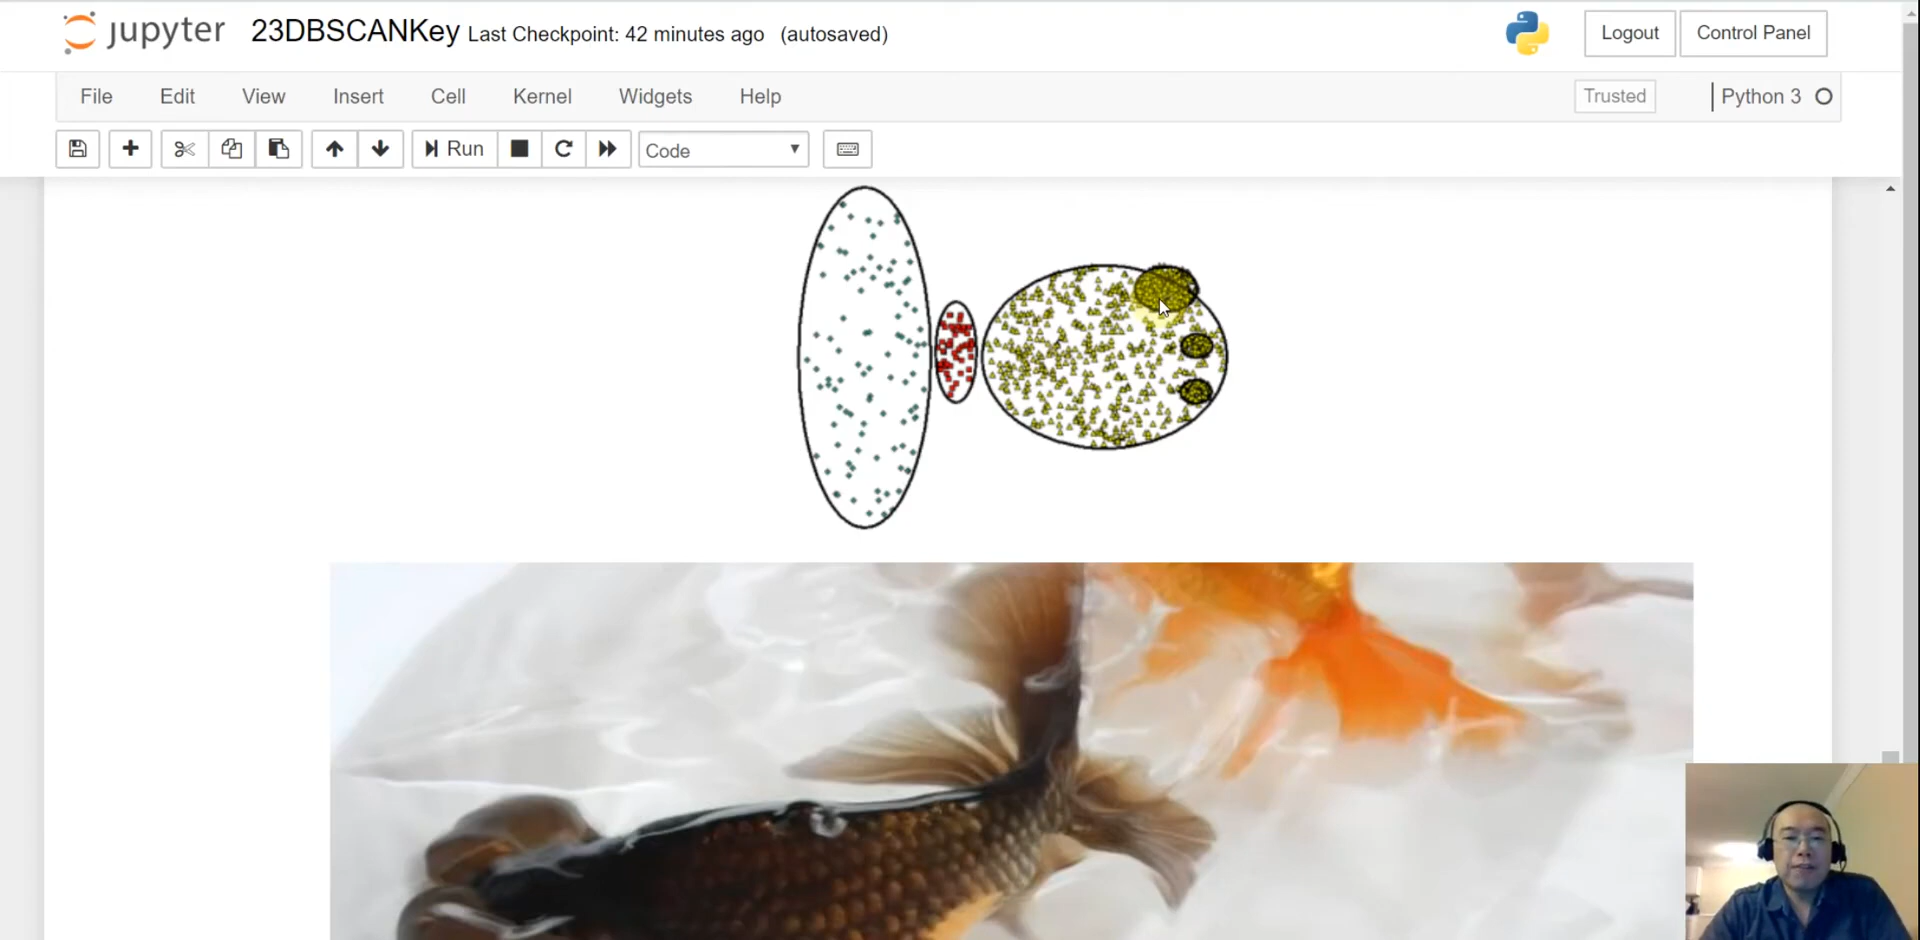 jupyter 23DBSCANKey Last Checkpoint: 42 minutes ago (autosaved) Logout Control Panel
File Edit View Insert Cell Kernel Widgets Help Trusted Python 3
Run Code